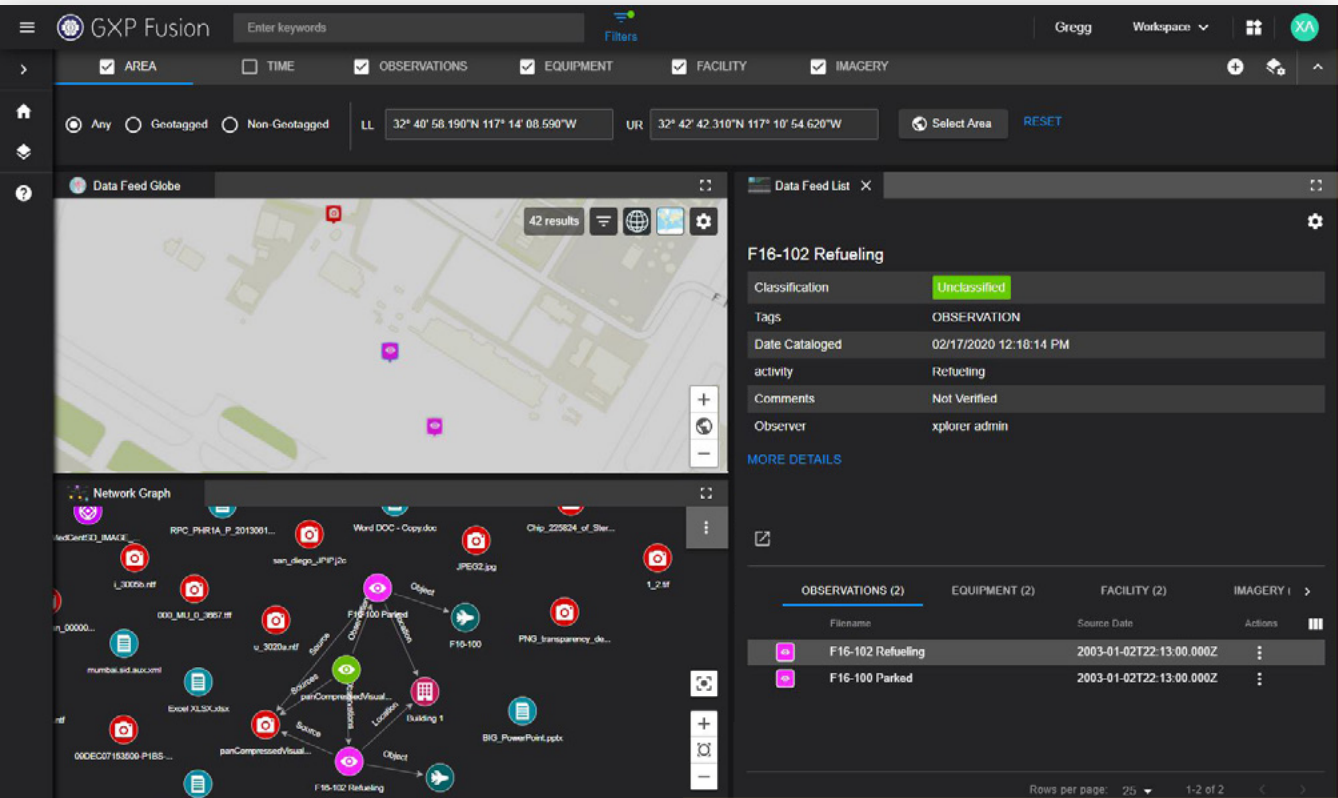 GXP Fusion
Enter keywords
Filters
Gregg
Workspace
XA
AREA
TIME
OBSERVATIONS
EQUIPMENT
FACILITY
IMAGERY
Any
Geotagged
Non-Geotagged
LL
32° 40' 58.190"N 117° 14' 08.590"W
UR
32° 42' 42.310"N 117° 10' 54.620"W
Select Area
RESET
Data Feed Globe
42 results
Data Feed List
F16-102 Refueling
Classification Unclassified
Tags OBSERVATION
Date Cataloged 02/17/2020 12:18:14 PM
activity Refueling
Comments Not Verified
Observer xplorer admin
MORE DETAILS
Network Graph
RPC_PHR1A_P_2013001...
Word DOC - Copy.doc
Chip_225824_of_Ster...
san_diego_JPIP.j2c
JPEG2.jpg
i_3005b.ntf
1_2.tif
000_MU_0_3667.tif
F16-100 Parked
Object
F16-100
PNG_transparency_de...
u_3020a.ntf
Source
Location
mumbai.sid.aux.xml
Sources
panCompressedVisual...
Excel XLSX.xlsx
Building 1
Location
Source
BIG_PowerPoint.pptx
panCompressedVisual...
Object
F16-102 Refueling
OBSERVATIONS (2)
EQUIPMENT (2)
FACILITY (2)
Filename
Source Date
Actions
F16-102 Refueling 2003-01-02T22:13:00.000Z
F16-100 Parked 2003-01-02T22:13:00.000Z
Rows per page: 25
1-2 of 2